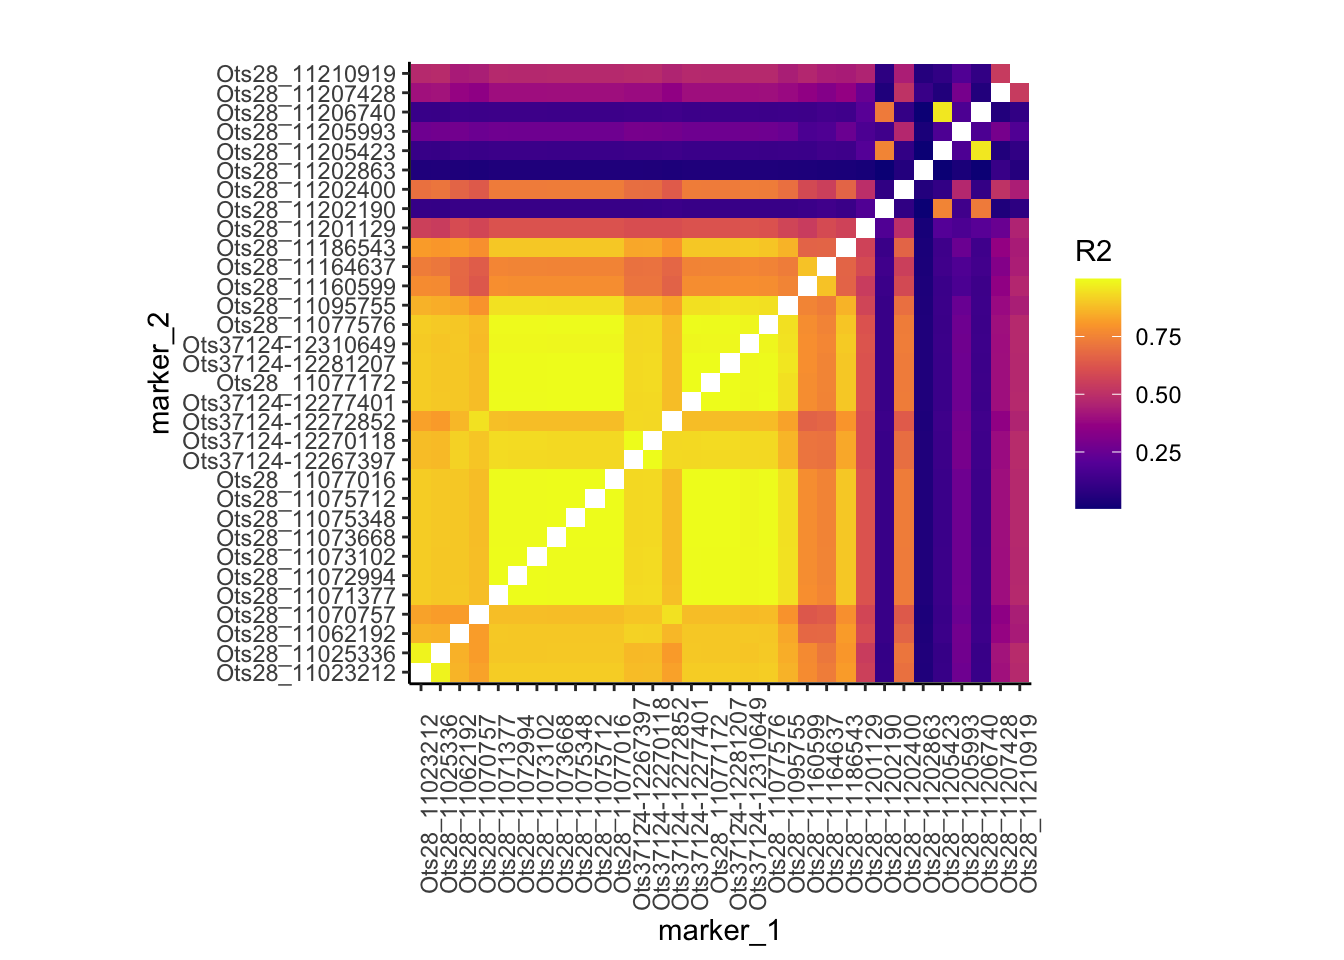 Ots28_11210919
Ots28_11207428
Ots28_11206740
Ots28_11205993
Ots28_11205423
Ots28_11202863
Ots28_11202400
Ots28_11202190
Ots28_11201129
Ots28_11186543
Ots28_11164637
Ots28_11160599
Ots28_11095755
Ots28_11077576
Ots37124-12310649
Ots37124-12281207
Ots28_11077172
Ots37124-12277401
Ots37124-12272852
Ots37124-12270118
Ots37124-12267397
Ots28_11077016
Ots28_11075712
Ots28_11075348
Ots28_11073668
Ots28_11073102
Ots28_11072994
Ots28_11071377
Ots28_11070757
Ots28_11062192
Ots28_11025336
Ots28_11023212
marker_2
Ots28_11023212
Ots28_11025336
Ots28_11062192
Ots28_11070757
Ots28_11071377
Ots28_11072994
Ots28_11073102
Ots28_11073668
Ots28_11075348
Ots28_11075712
Ots28_11077016
Ots37124-12267397
Ots37124-12270118
Ots37124-12272852
Ots37124-12277401
Ots28_11077172
Ots37124-12281207
Ots37124-12310649
Ots28_11077576
Ots28_11095755
Ots28_11160599
Ots28_11164637
Ots28_11186543
Ots28_11201129
Ots28_11202190
Ots28_11202400
Ots28_11202863
Ots28_11205423
Ots28_11205993
Ots28_11206740
Ots28_11207428
Ots28_11210919
marker_1
R2
0.75
0.50
0.25